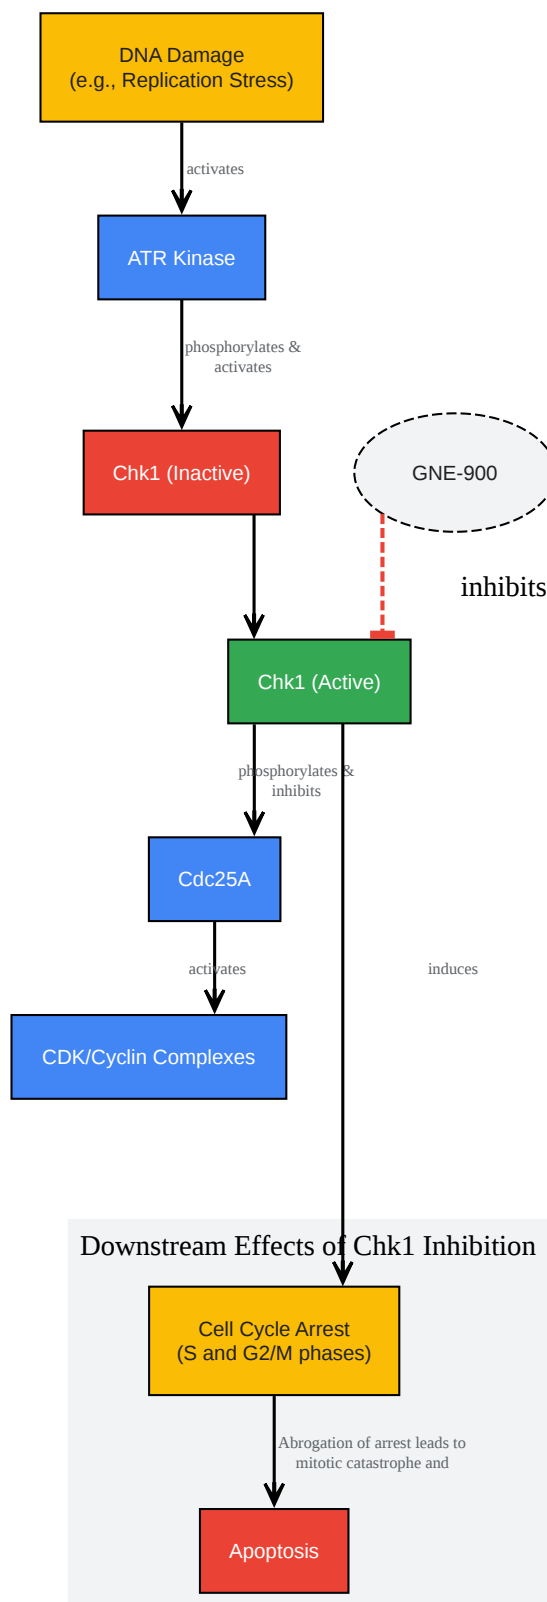 DNA Damage
(e.g., Replication Stress)
activates
ATR Kinase
phosphorylates &
activates
Chk1 (Inactive)
GNE-900
inhibits
Chk1 (Active)
phosphorylates &
inhibits
Cdc25A
activates
induces
CDK/Cyclin Complexes
Downstream Effects of Chk1 Inhibition
Cell Cycle Arrest
(S and G2/M phases)
Abrogation of arrest leads to
mitotic catastrophe and
Apoptosis